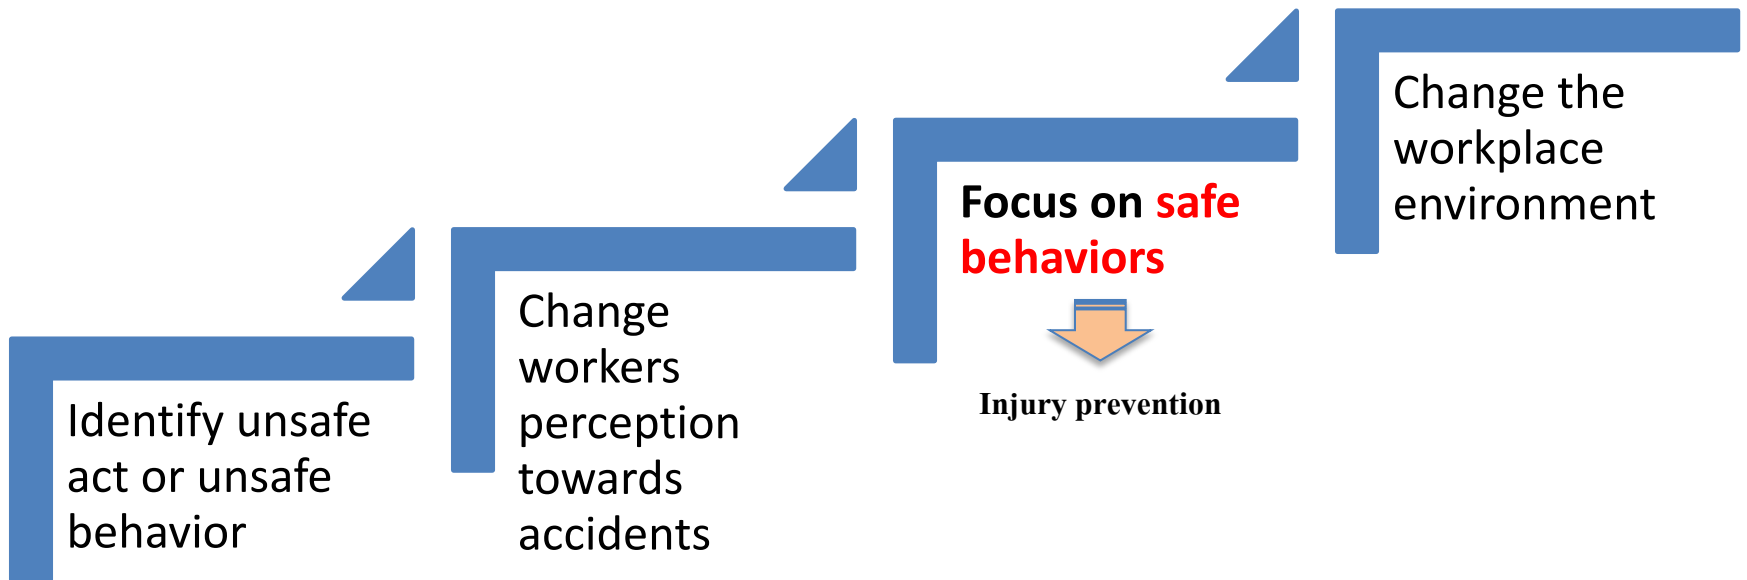 Identify unsafe
act or unsafe
behavior
Change
workers
perception
towards
accidents
Focus on safe
behaviors
Injury prevention
Change the
workplace
environment